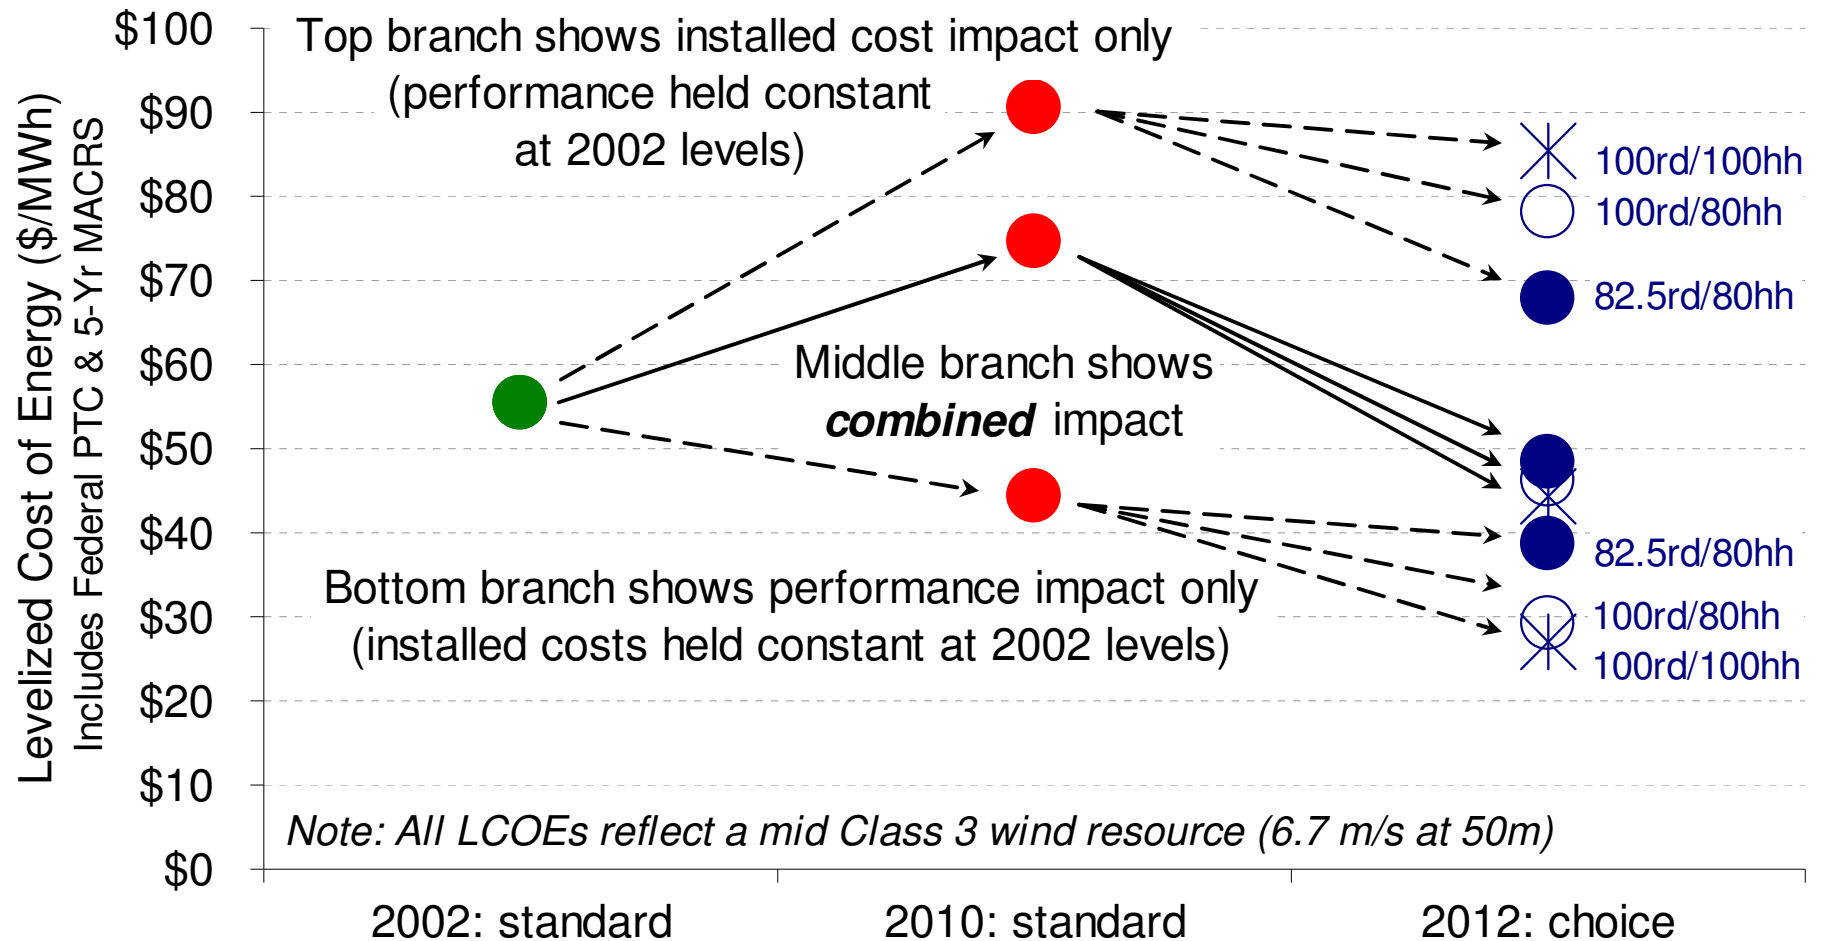 Levelized Cost of Energy ($/MWh)
Includes Federal PTC & 5-Yr MACRS
$100
$90
$80
$70
$60
$50
$40
$30
$20
$10
$0
Top branch shows installed cost impact only
(performance held constant
at 2002 levels)
100rd/100hh
100rd/80hh
82.5rd/80hh
Middle branch shows
combined impact
82.5rd/80hh
Bottom branch shows performance impact only
(installed costs held constant at 2002 levels)
100rd/80hh
100rd/100hh
Note: All LCOEs reflect a mid Class 3 wind resource (6.7 m/s at 50m)
2002: standard
2010: standard
2012: choice